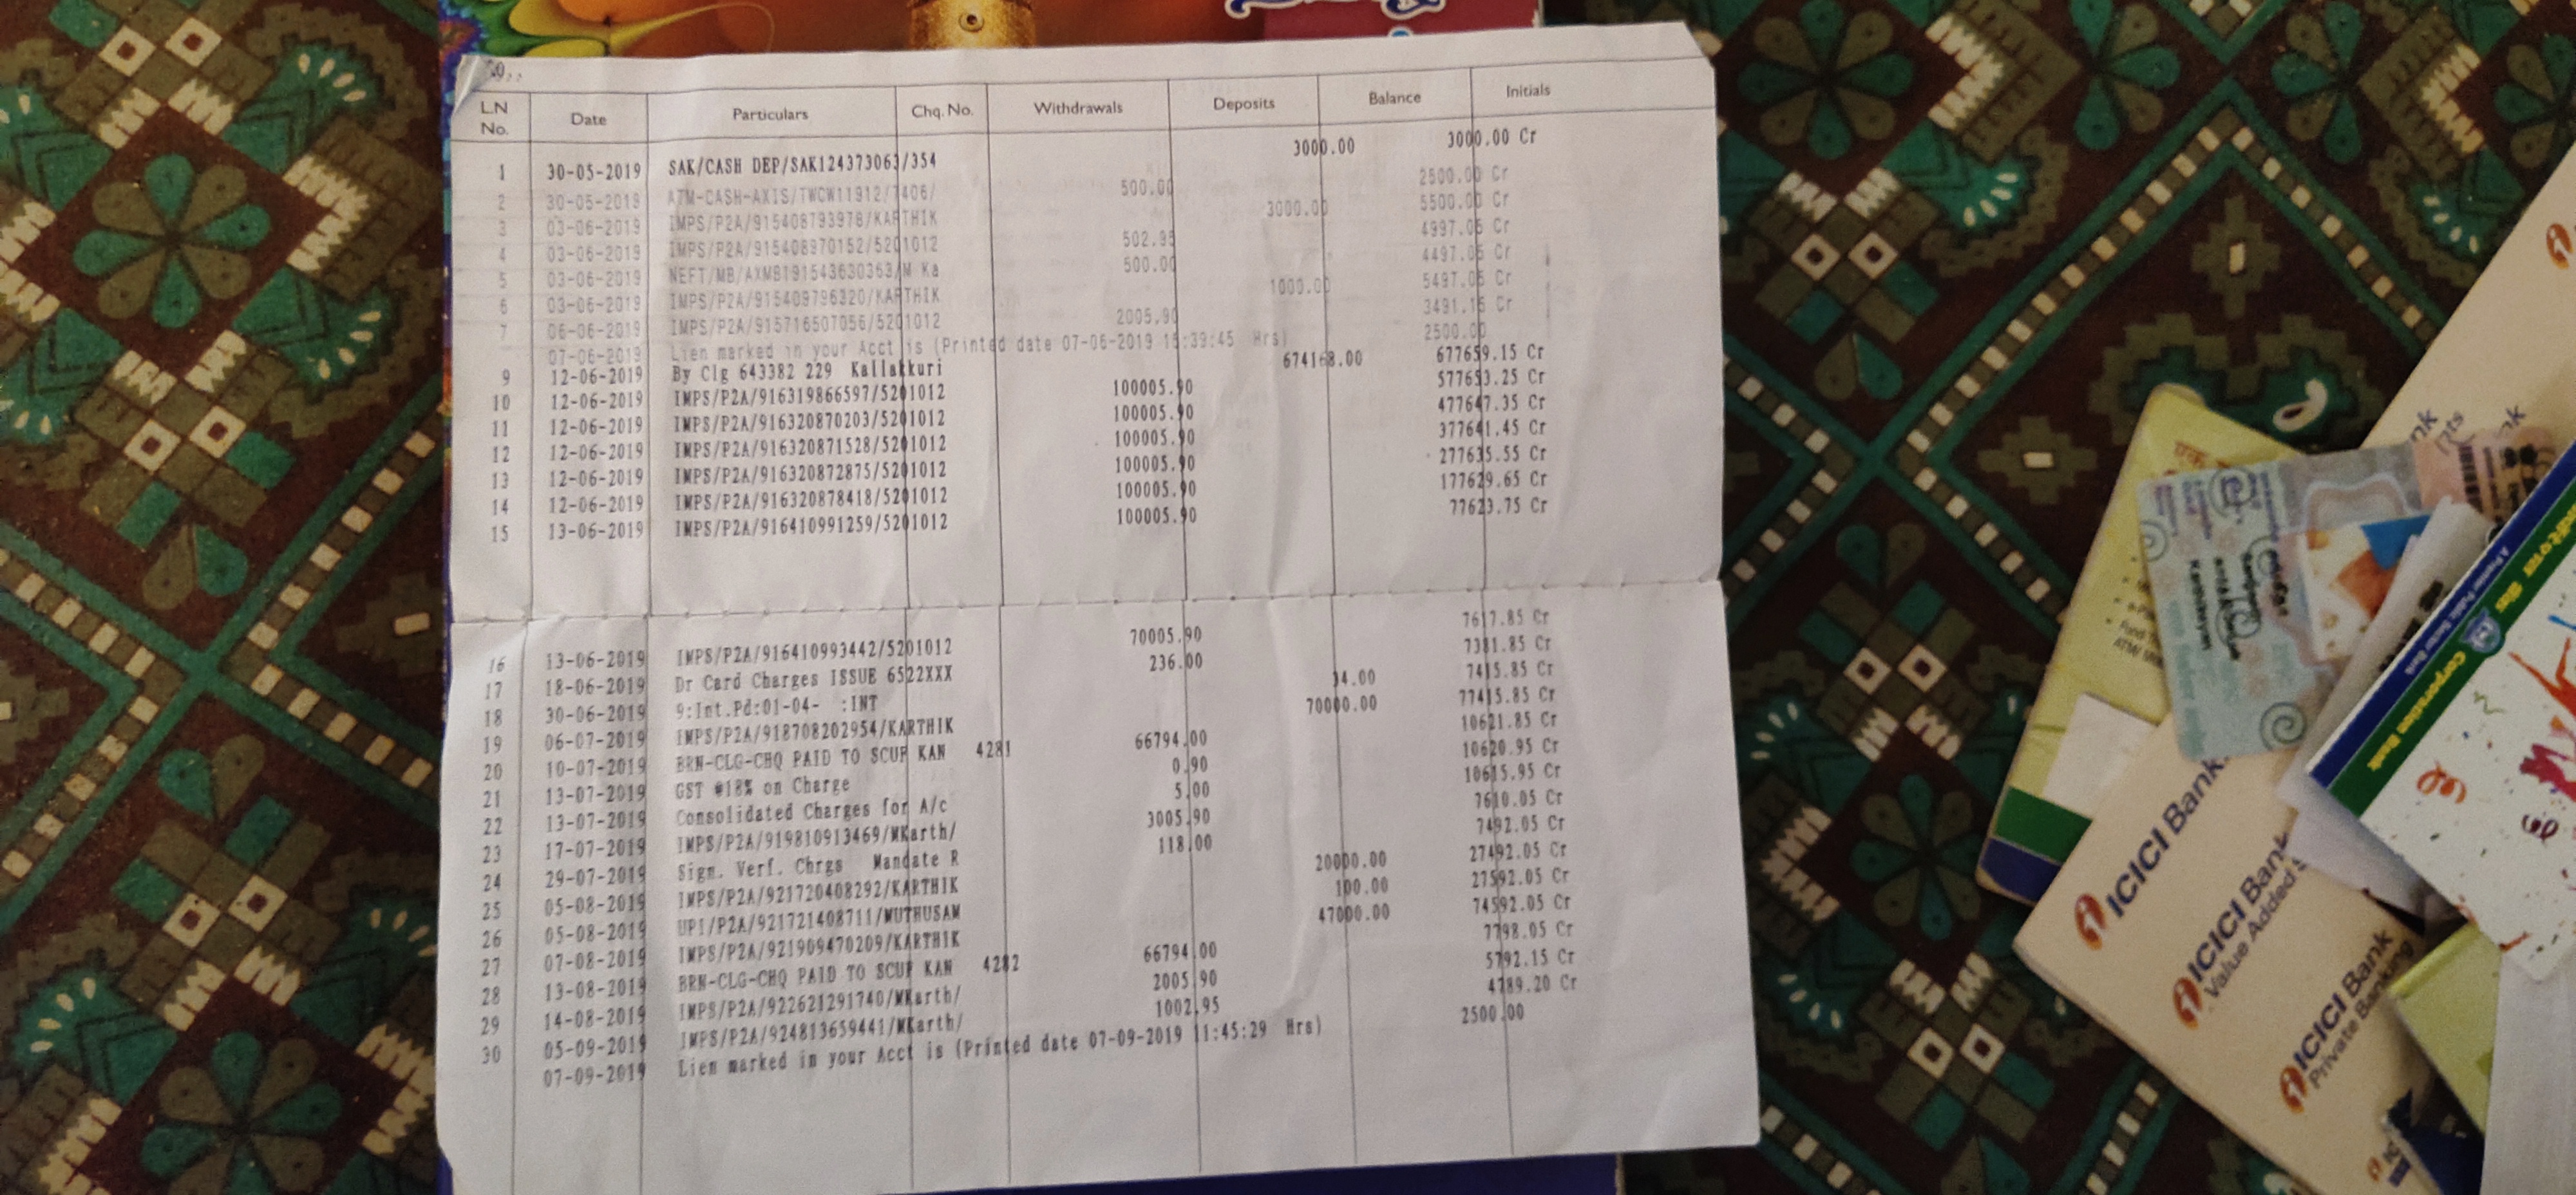 LN No. Date Particulars Chq. No. Withdrawals Deposits Balance Initials
1 30-05-2019 SAK/CASH DEP/SAK124373063/354 3000.00 3000.00 Cr
2 30-05-2019 ATM-CASH-AXIS/TWCW11912/7406/ 500.00 2500.00 Cr
3 03-06-2019 IMPS/P2A/915408793978/KARTHIK 3000.00 5500.00 Cr
4 03-06-2019 IMPS/P2A/915408970152/5201012 502.95 4997.05 Cr
5 03-06-2019 NEFT/MB/AXMB191543630363/M Ka 500.00 4497.05 Cr
6 03-06-2019 IMPS/P2A/915409796320/KARTHIK 1000.00 5497.05 Cr
7 06-06-2019 IMPS/P2A/915716507056/5201012 2005.90 3491.15 Cr
07-06-2019 Lien marked in your Acct is (Printed date 07-06-2019 15:39:45 Hrs) 2500.00
9 12-06-2019 By Clg 643382 229 Kallakkuri 674168.00 677659.15 Cr
10 12-06-2019 IMPS/P2A/916319866597/5201012 100005.90 577653.25 Cr
11 12-06-2019 IMPS/P2A/916320870203/5201012 100005.90 477647.35 Cr
12 12-06-2019 IMPS/P2A/916320871528/5201012 100005.90 377641.45 Cr
13 12-06-2019 IMPS/P2A/916320872875/5201012 100005.90 277635.55 Cr
14 12-06-2019 IMPS/P2A/916320878418/5201012 100005.90 177629.65 Cr
15 13-06-2019 IMPS/P2A/916410991259/5201012 100005.90 77623.75 Cr
16 13-06-2019 IMPS/P2A/916410993442/5201012 70005.90 7617.85 Cr
17 18-06-2019 Dr Card Charges ISSUE 6522XXX 236.00 7381.85 Cr
18 30-06-2019 9:Int.Pd:01-04- :INT 34.00 7415.85 Cr
19 06-07-2019 IMPS/P2A/918708202954/KARTHIK 70000.00 77415.85 Cr
20 10-07-2019 BRN-CLG-CHQ PAID TO SCUF KAN 4281 66794.00 10621.85 Cr
21 13-07-2019 GST @18% on Charge 0.90 10620.95 Cr
22 13-07-2019 Consolidated Charges for A/c 5.00 10615.95 Cr
23 17-07-2019 IMPS/P2A/919810913469/MKarth/ 3005.90 7610.05 Cr
24 29-07-2019 Sign. Verf. Chrgs Mandate R 118.00 7492.05 Cr
25 05-08-2019 IMPS/P2A/921720408292/KARTHIK 20000.00 27492.05 Cr
26 05-08-2019 UPI/P2A/921721408711/MUTHUSAM 100.00 27592.05 Cr
27 07-08-2019 IMPS/P2A/921909470209/KARTHIK 47000.00 74592.05 Cr
28 13-08-2019 BRN-CLG-CHQ PAID TO SCUF KAN 4282 66794.00 7798.05 Cr
29 14-08-2019 IMPS/P2A/922621291740/MKarth/ 2005.90 5792.15 Cr
30 05-09-2019 IMPS/P2A/924813659441/MKarth/ 1002.95 4789.20 Cr
07-09-2019 Lien marked in your Acct is (Printed date 07-09-2019 11:45:29 Hrs) 2500.00
ICICI Bank
ICICI Bank
Value Added
ICICI Bank
Private Banking
Corporation Bank